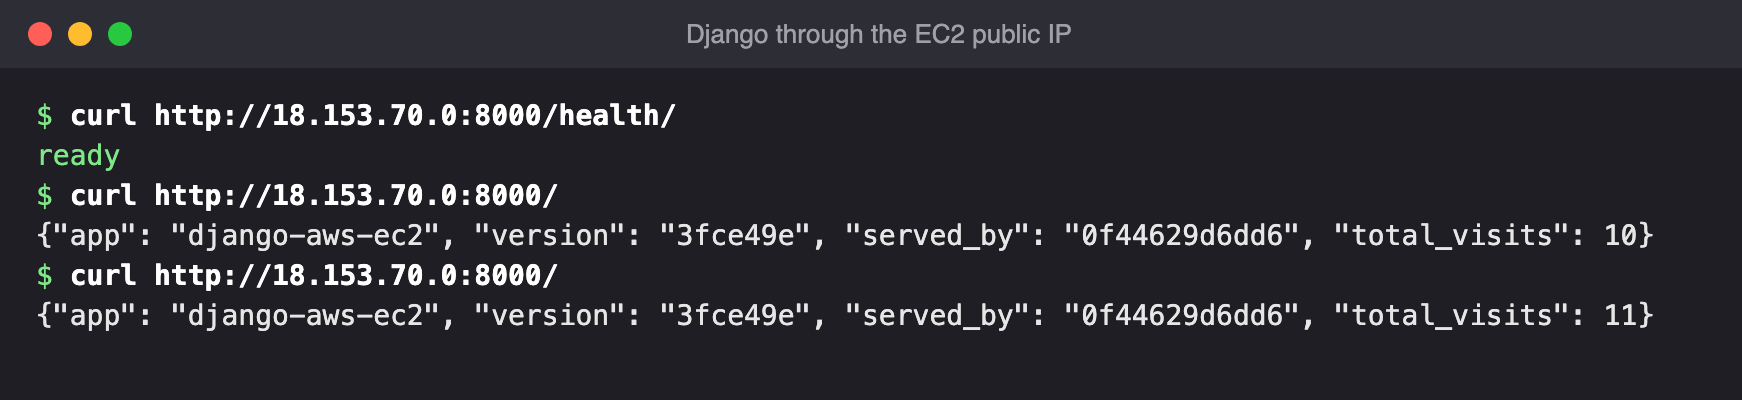 Django through the EC2 public IP
$ curl http://18.153.70.0:8000/health/
ready
$ curl http://18.153.70.0:8000/
{"app": "django-aws-ec2", "version": "3fce49e", "served_by": "0f44629d6dd6", "total_visits": 10}
$ curl http://18.153.70.0:8000/
{"app": "django-aws-ec2", "version": "3fce49e", "served_by": "0f44629d6dd6", "total_visits": 11}